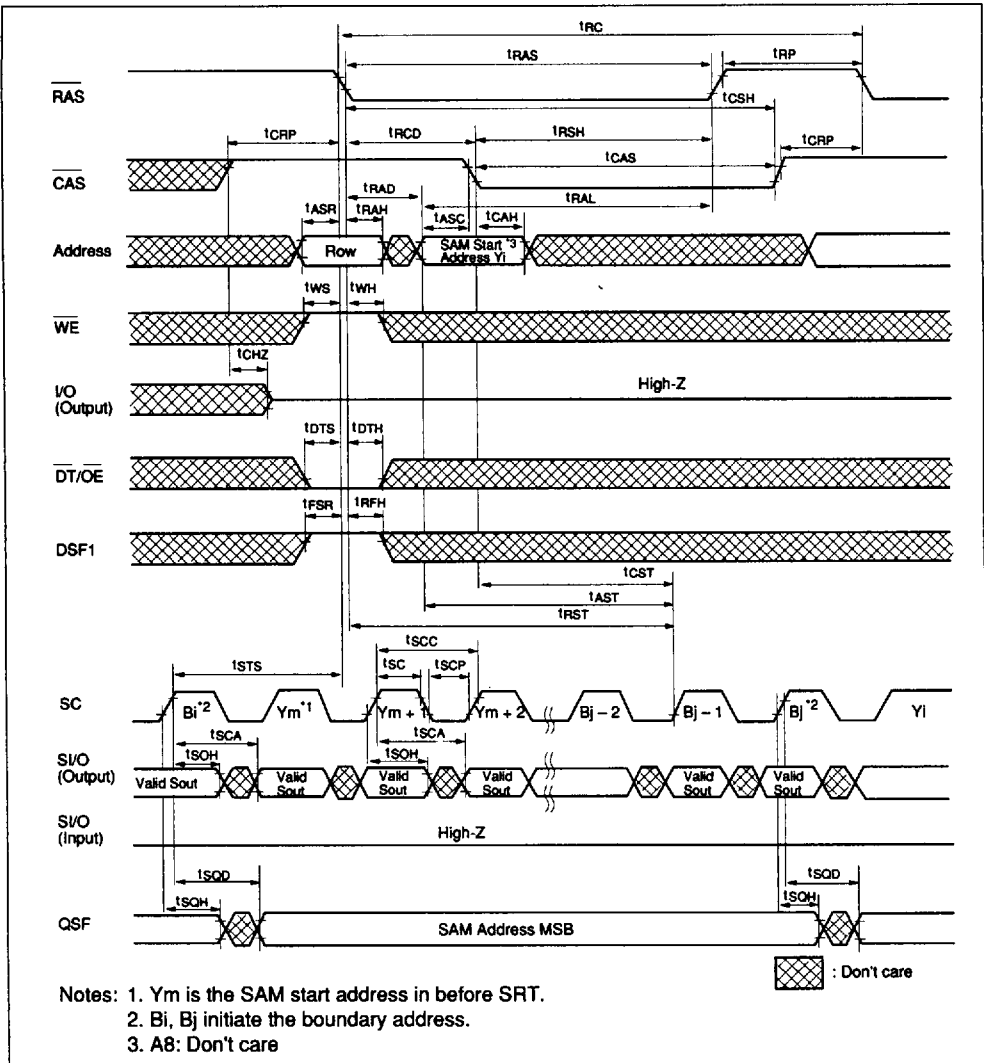 tRC
tRAS
tRP
RAS
tCSH
tCRP
tRCD
tRSH
tCRP
CAS
tCAS
tRAD
tRAL
tASR
tRAH
tASC
tCAH
Address
Row
SAM Start *3
Address Yi
tWS
tWH
WE
tCHZ
I/O
(Output)
High-Z
tDTS
tDTH
DT/OE
tFSR
tRFH
DSF1
tCST
tAST
tRST
tSTS
tSCC
tSC
tSCP
SC
Bi*2
Ym*1
Ym + 1
Ym + 2
Bj – 2
Bj – 1
Bj*2
Yi
tSCA
tSCA
tSOH
tSOH
SI/O
(Output)
Valid Sout
Valid
Sout
Valid
Sout
Valid
Sout
Valid
Sout
Valid
Sout
SI/O
(Input)
High-Z
tSQD
tSQD
tSQH
tSQH
QSF
SAM Address MSB
: Don't care
Notes: 1. Ym is the SAM start address in before SRT.
2. Bi, Bj initiate the boundary address.
3. A8: Don't care